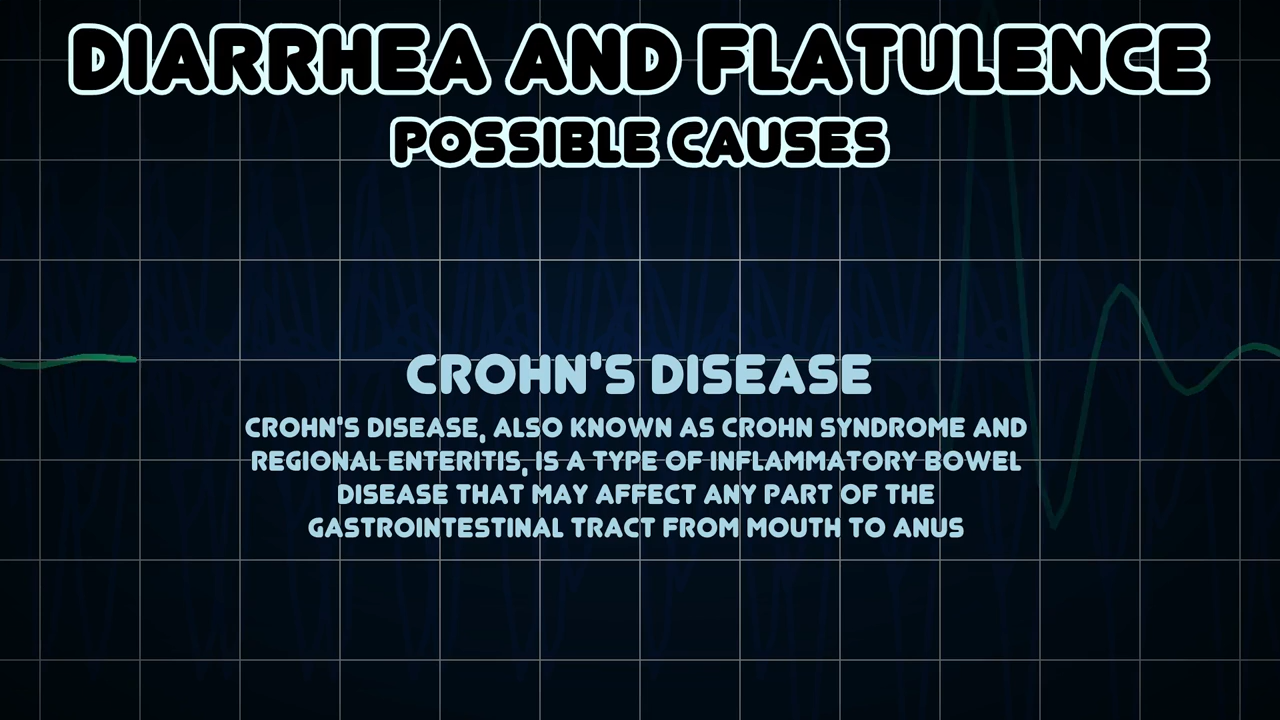 DIARRHEA AND FLATULENCE
POSSIBLE CAUSES
CROHN'S DISEASE
CROHN'S DISEASE, ALSO KNOWN AS CROHN SYNDROME AND
REGIONAL ENTERITIS, IS A TYPE OF INFLAMMATORY BOWEL
DISEASE THAT MAY AFFECT ANY PART OF THE
GASTROINTESTINAL TRACT FROM MOUTH TO ANUS